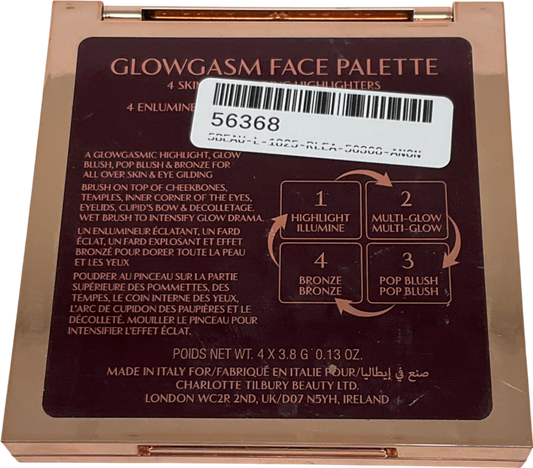 GLOWGASM FACE PALETTE
4 HIGHLIGHTERS
4 ENLUMINE
56368
A GLOWGASMIC HIGHLIGHT, GLOW
BLUSH, POP BLUSH & BRONZE FOR
ALL OVER SKIN & EYE GILDING
BRUSH ON TOP OF CHEEKBONES,
TEMPLES, INNER CORNER OF THE EYES,
EYELIDS, CUPID'S BOW & DECOLLETAGE.
WET BRUSH TO INTENSIFY GLOW DRAMA.
UN ENLUMINEUR ÉCLATANT, UN FARD
ÉCLAT, UN FARD EXPLOSANT ET EFFET
BRONZÉ POUR DORER TOUTE LA PEAU
ET LES YEUX
POUDRER AU PINCEAU SUR LA PARTIE
SUPÉRIEURE DES POMMETTES, DES
TEMPES, LE COIN INTERNE DES YEUX,
L'ARC DE CUPIDON DES PAUPIÈRES ET LE
DÉCOLLETÉ. MOUILLER LE PINCEAU POUR
INTENSIFIER L'EFFET ÉCLAT.
1
HIGHLIGHT
ILLUMINE
2
MULTI-GLOW
MULTI-GLOW
4
BRONZE
BRONZE
3
POP BLUSH
POP BLUSH
POIDS NET WT. 4 X 3.8 G 0.13 OZ.
MADE IN ITALY FOR/FABRIQUÉ EN ITALIE POUR/صنع في إيطاليا
CHARLOTTE TILBURY BEAUTY LTD.
LONDON WC2R 2ND, UK/D07 N5YH, IRELAND